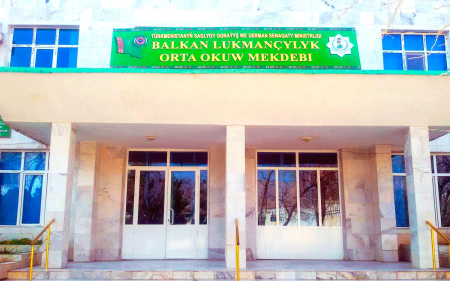 TÜRKMENISTANYŇ SAGLYGY GORAÝYŞ WE DERMAN SENAGATY MINISTRLIGI
BALKAN LUKMANÇYLYK
ORTA OKUW MEKDEBI